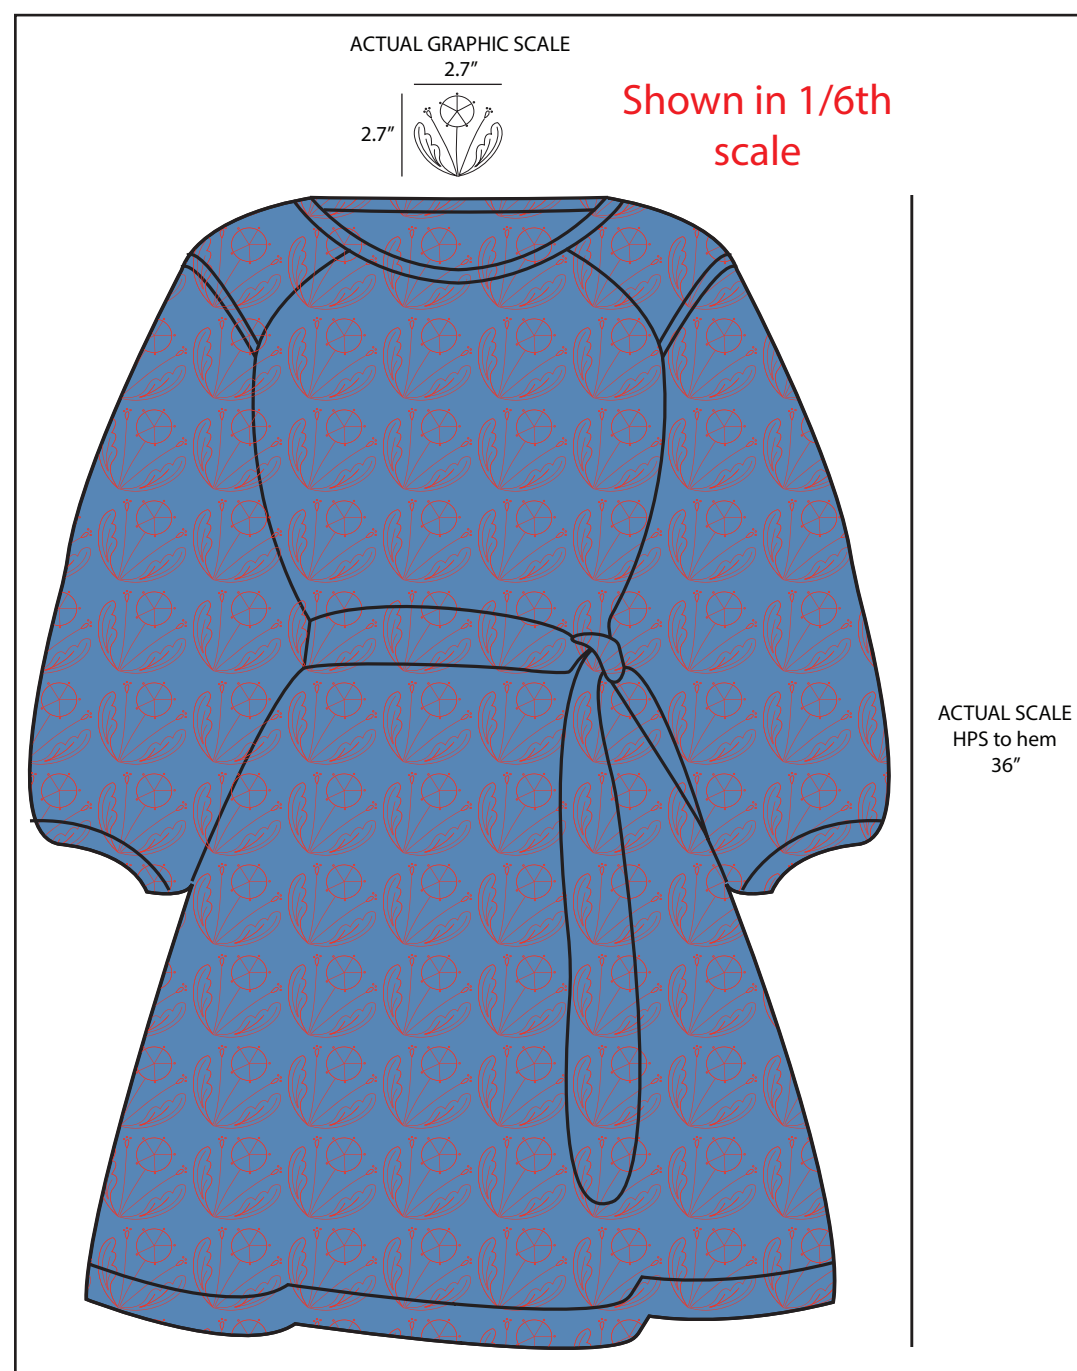 ACTUAL GRAPHIC SCALE
2.7”
2.7”
Shown in 1/6th
scale
ACTUAL SCALE
HPS to hem
36”